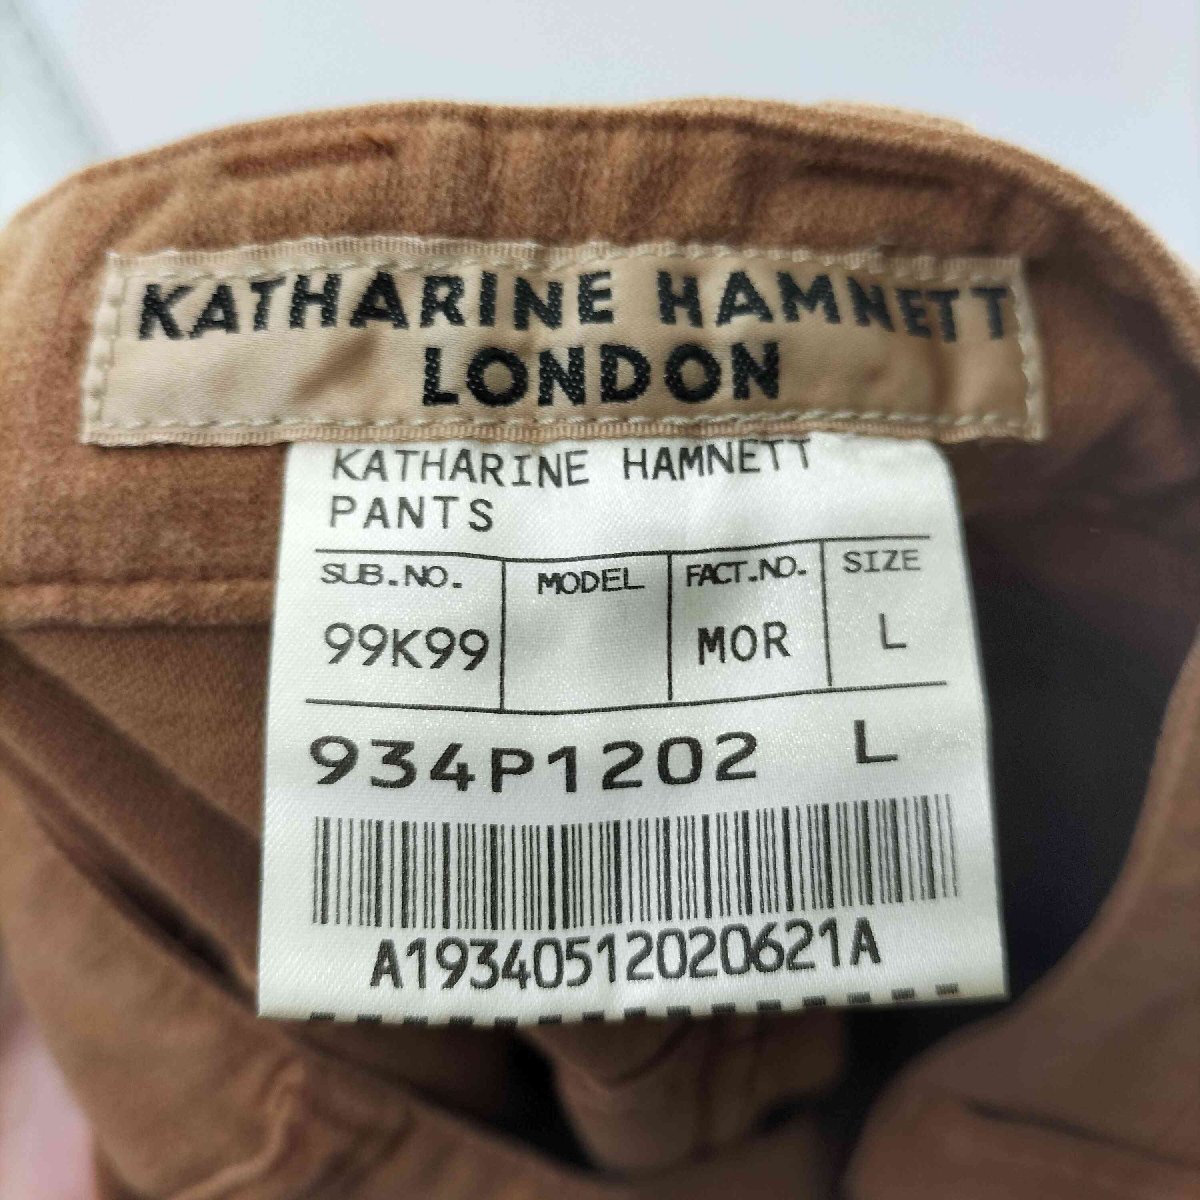 KATHARINE HAMNETT
LONDON
KATHARINE HAMNETT
PANTS
SUB.NO. MODEL FACT.NO. SIZE
99K99 MOR L
934P1202 L
A19340512020621A